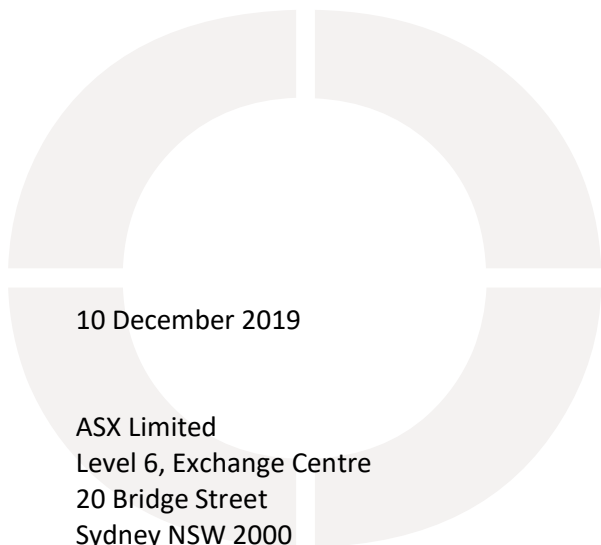 10 December 2019
ASX Limited
Level 6, Exchange Centre
20 Bridge Street
Sydney NSW 2000